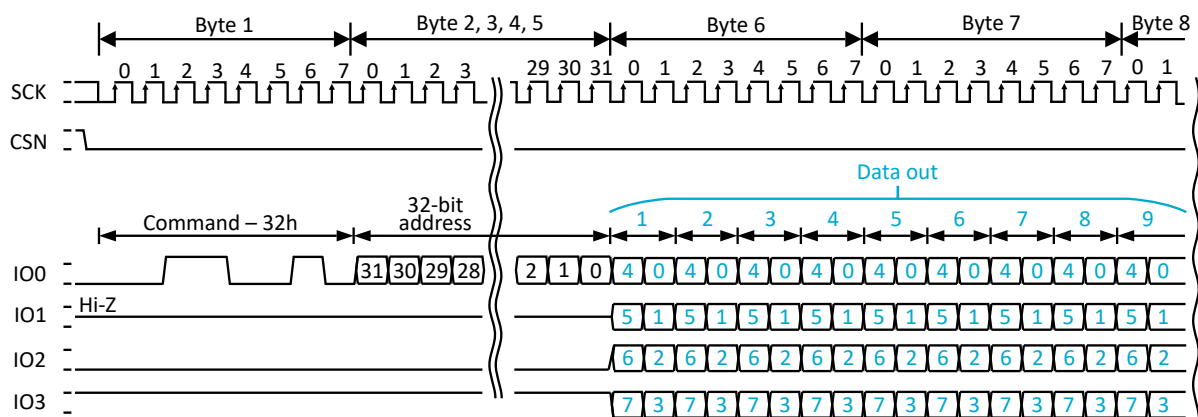 Byte 1 Byte 2, 3, 4, 5 Byte 6 Byte 7 Byte 8
0 1 2 3 4 5 6 7 0 1 2 3 29 30 31 0 1 2 3 4 5 6 7 0 1 2 3 4 5 6 7 0 1
SCK
CSN
Data out
32-bit
Command – 32h address 1 2 3 4 5 6 7 8 9
IO0 31 30 29 28 2 1 0 4 0 4 0 4 0 4 0 4 0 4 0 4 0 4 0 4 0
Hi-Z
IO1 5 1 5 1 5 1 5 1 5 1 5 1 5 1 5 1 5 1
IO2 6 2 6 2 6 2 6 2 6 2 6 2 6 2 6 2 6 2
IO3 7 3 7 3 7 3 7 3 7 3 7 3 7 3 7 3 7 3